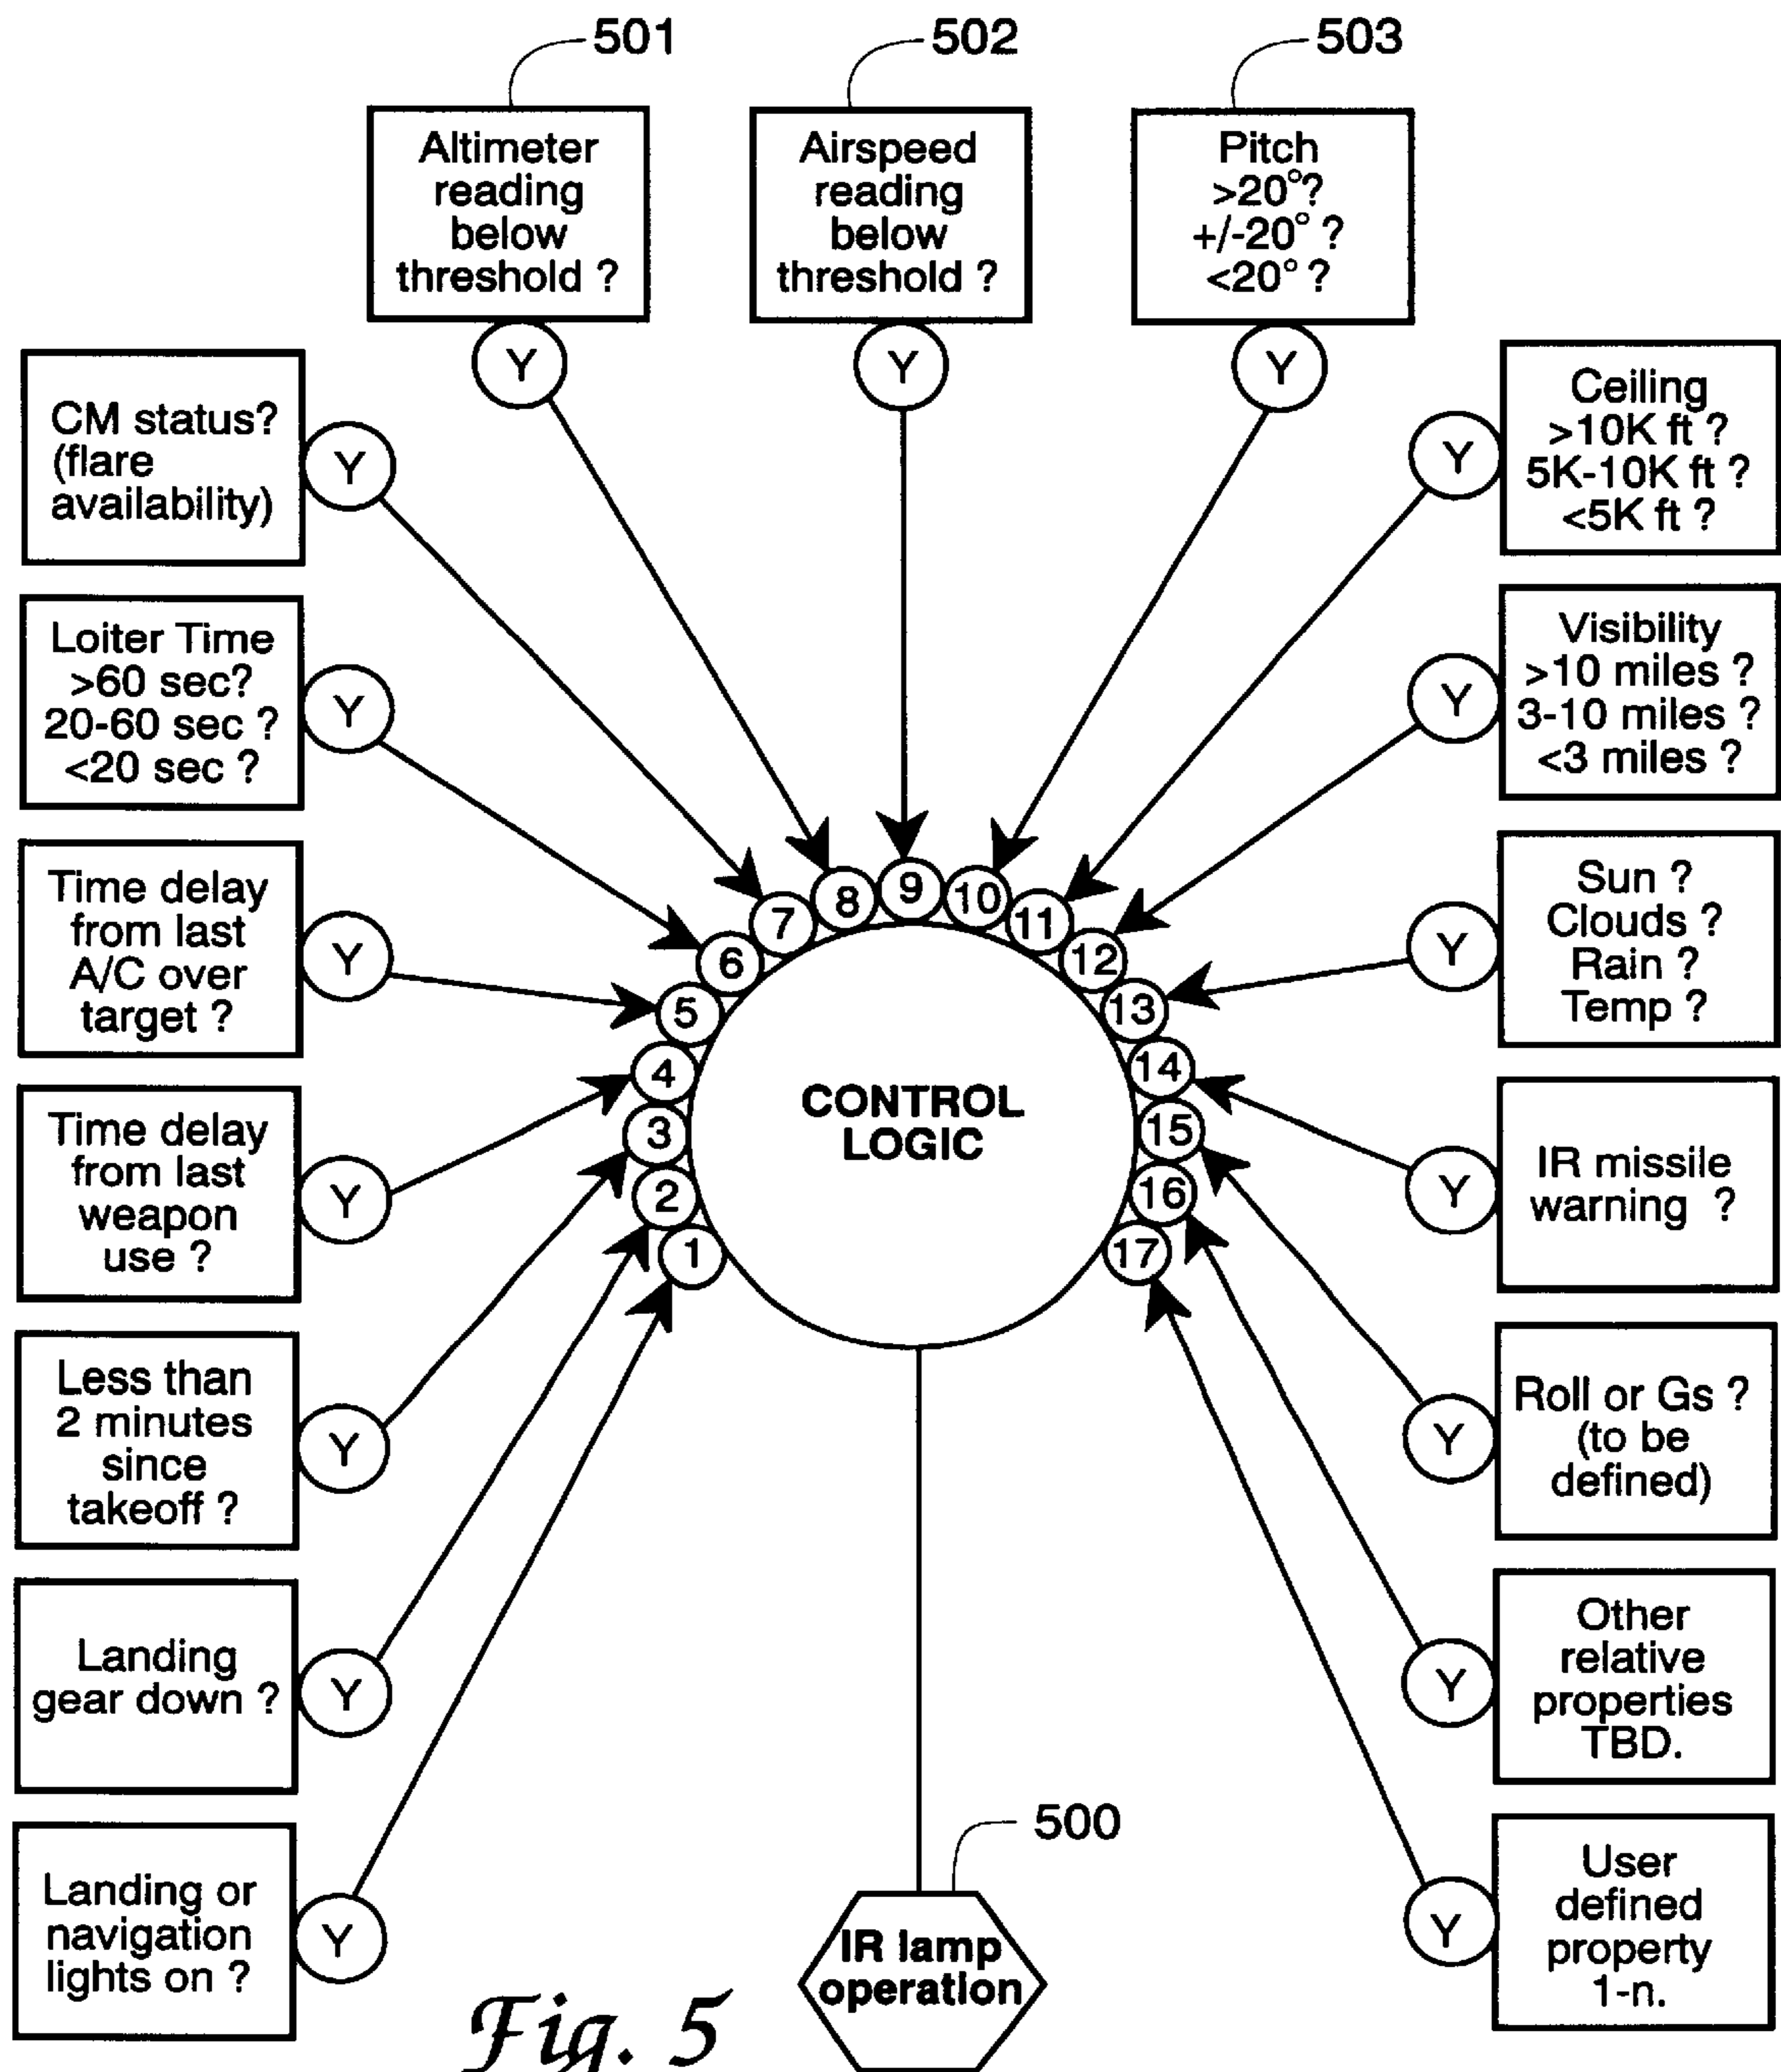 501
502
503
Altimeter
reading
below
threshold ?
Y
Airspeed
reading
below
threshold ?
Y
Pitch
>20°?
+/-20° ?
<20° ?
Y
CM status?
(flare
availability)
Y
Loiter Time
>60 sec?
20-60 sec ?
<20 sec ?
Y
Time delay
from last
A/C over
target ?
Y
Time delay
from last
weapon
use ?
Y
Less than
2 minutes
since
takeoff ?
Y
Landing
gear down ?
Y
Landing or
navigation
lights on ?
Y
Ceiling
>10K ft ?
5K-10K ft ?
<5K ft ?
Y
Visibility
>10 miles ?
3-10 miles ?
<3 miles ?
Y
Sun ?
Clouds ?
Rain ?
Temp ?
Y
IR missile
warning ?
Y
Roll or Gs ?
(to be
defined)
Y
Other
relative
properties
TBD.
Y
User
defined
property
1-n.
Y
1
2
3
4
5
6
7
8
9
10
11
12
13
14
15
16
17
CONTROL
LOGIC
500
IR lamp
operation
Fig. 5